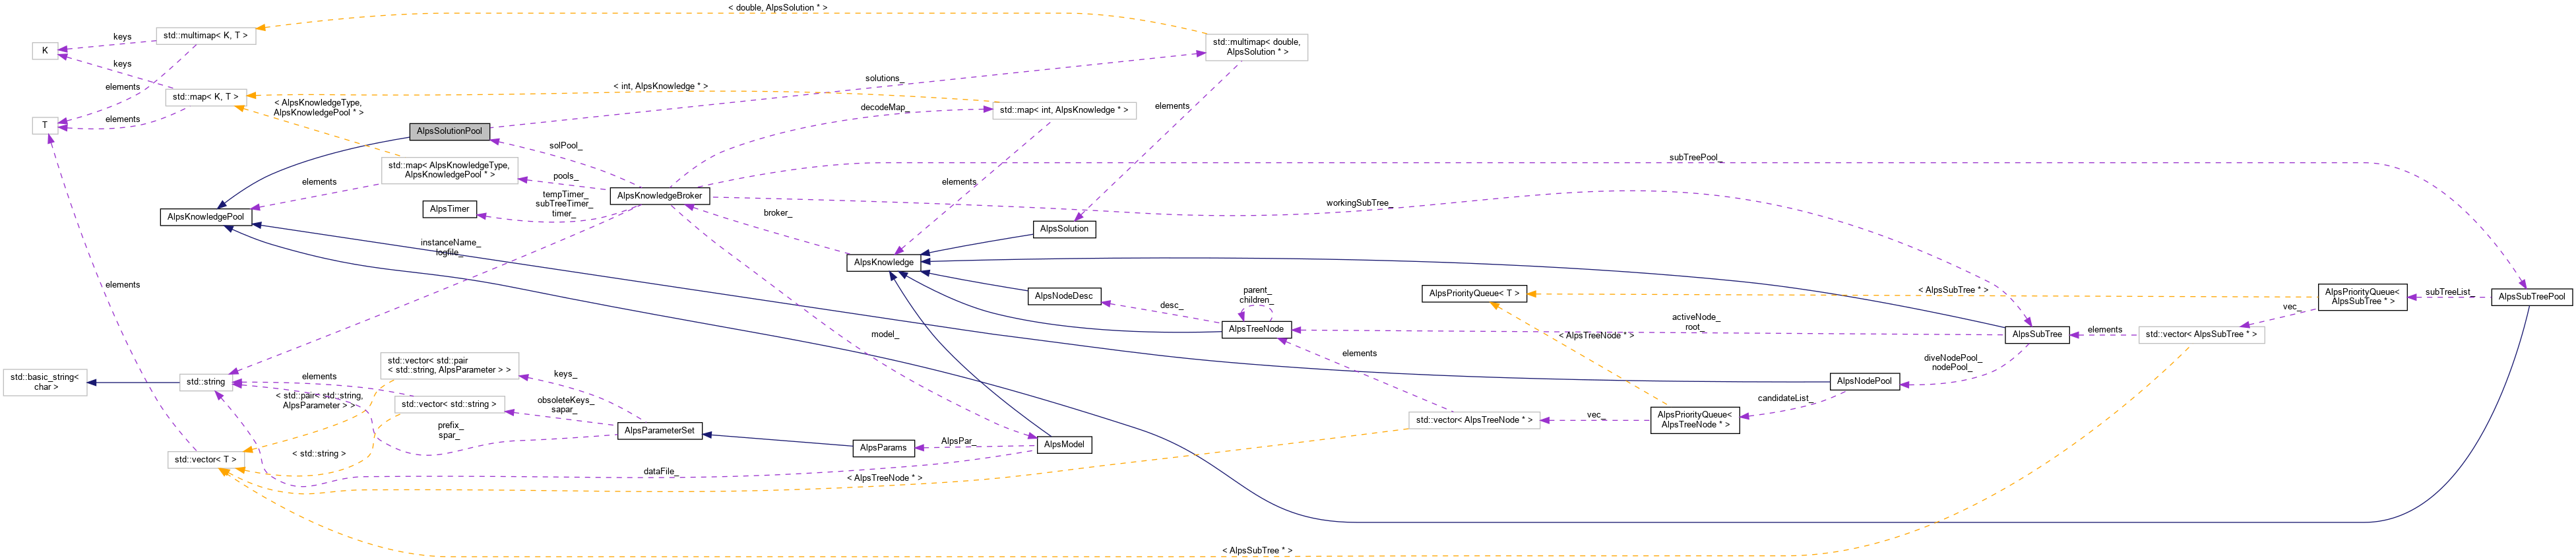 < double, AlpsSolution * >
std::multimap< K, T >
keys
K
std::multimap< double,
AlpsSolution * >
keys
solutions_
elements
std::map< K, T >
< int, AlpsKnowledge * >
< AlpsKnowledgeType,
AlpsKnowledgePool * >
decodeMap_
std::map< int, AlpsKnowledge * >
elements
elements
T
AlpsSolutionPool
solPool_
subTreePool_
std::map< AlpsKnowledgeType,
AlpsKnowledgePool * >
pools_
elements
elements
tempTimer_
subTreeTimer_
timer_
AlpsKnowledgeBroker
workingSubTree_
AlpsTimer
AlpsKnowledgePool
broker_
AlpsSolution
instanceName_
logfile_
AlpsKnowledge
elements
AlpsNodeDesc
parent_
children_
AlpsPriorityQueue< T >
< AlpsSubTree * >
AlpsPriorityQueue<
AlpsSubTree * >
subTreeList_
AlpsSubTreePool
desc_
vec_
AlpsTreeNode
activeNode_
root_
< AlpsTreeNode * >
AlpsSubTree
elements
std::vector< AlpsSubTree * >
model_
elements
diveNodePool_
nodePool_
std::vector< std::pair
< std::string, AlpsParameter > >
keys_
std::basic_string<
char >
std::string
elements
AlpsNodePool
< std::pair< std::string,
AlpsParameter > >
std::vector< std::string >
obsoleteKeys_
sapar_
candidateList_
prefix_
spar_
AlpsParameterSet
std::vector< AlpsTreeNode * >
vec_
AlpsPriorityQueue<
AlpsTreeNode * >
AlpsParams
AlpsPar_
AlpsModel
std::vector< T >
< std::string >
dataFile_
< AlpsTreeNode * >
< AlpsSubTree * >